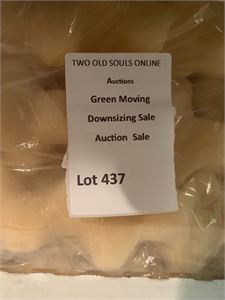 TWO OLD SOULS ONLINE
Auctions
Green Moving
Downsizing Sale
Auction Sale
Lot 437